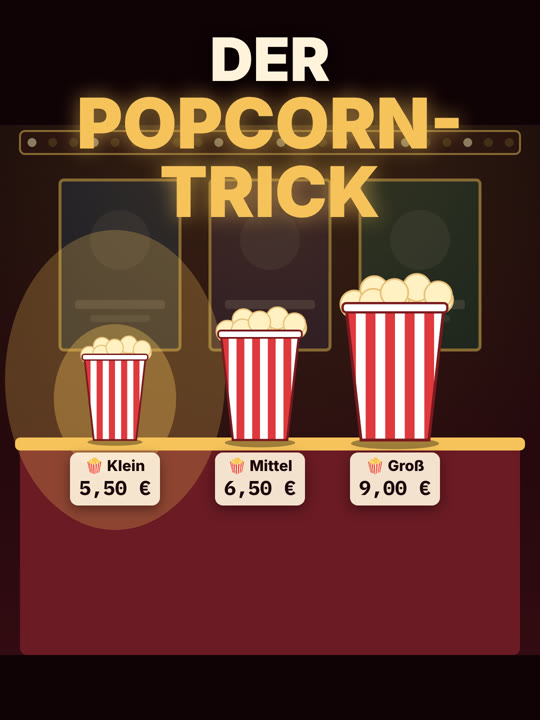 DER
POPCORN-
TRICK
🍿 Klein
5,50 €
🍿 Mittel
6,50 €
🍿 Groß
9,00 €